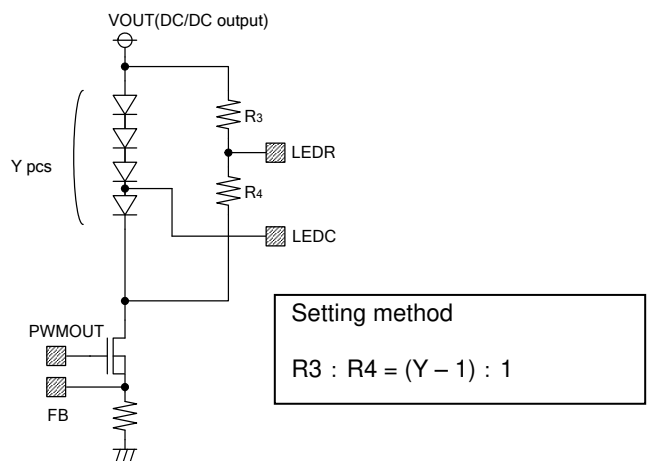 VOUT(DC/DC output)
R3
LEDR
Y pcs
R4
LEDC
PWMOUT
FB
Setting method
R3 : R4 = (Y – 1) : 1